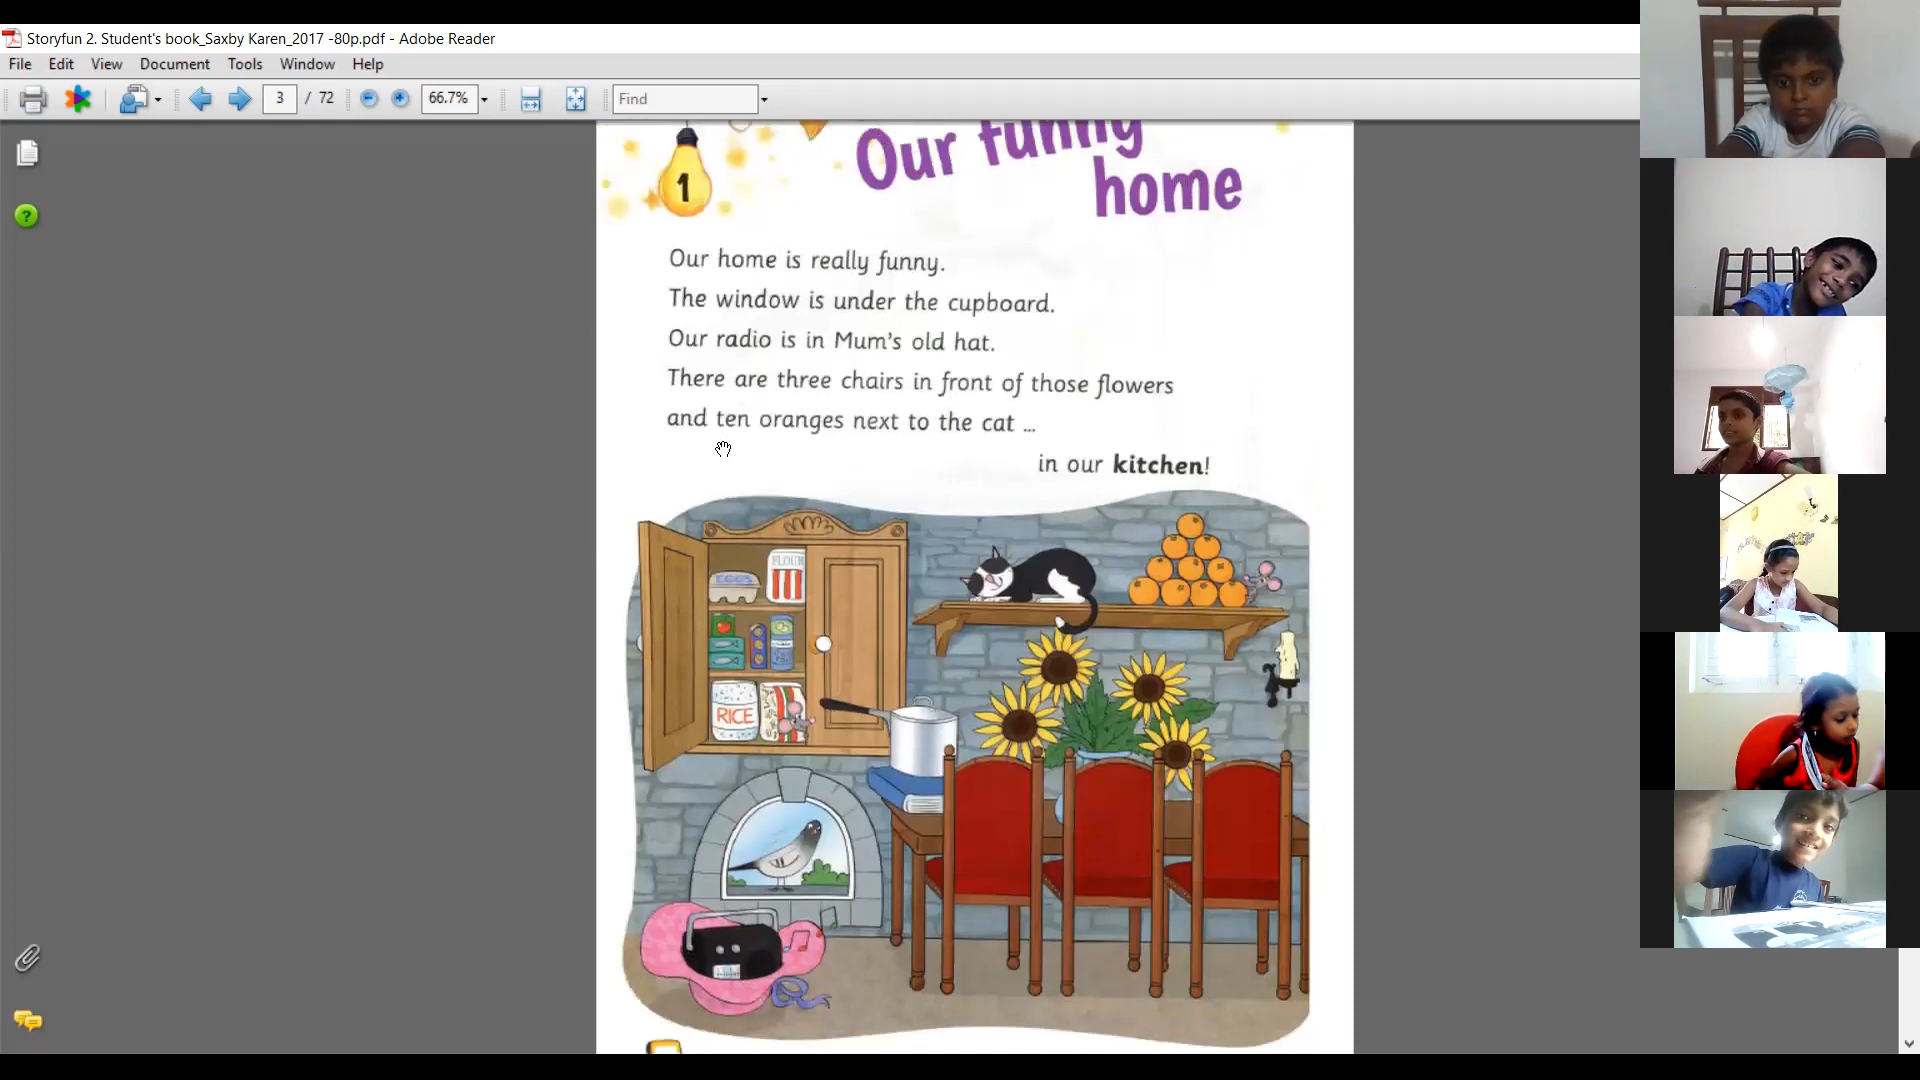 Storyfun 2. Student's book_Saxby Karen_2017 -80p.pdf - Adobe Reader
File Edit View Document Tools Window Help
3 / 72 66.7% Find
1
Our funny
home
Our home is really funny.
The window is under the cupboard.
Our radio is in Mum's old hat.
There are three chairs in front of those flowers
and ten oranges next to the cat ...
in our kitchen!
FLOUR
EGGS
RICE